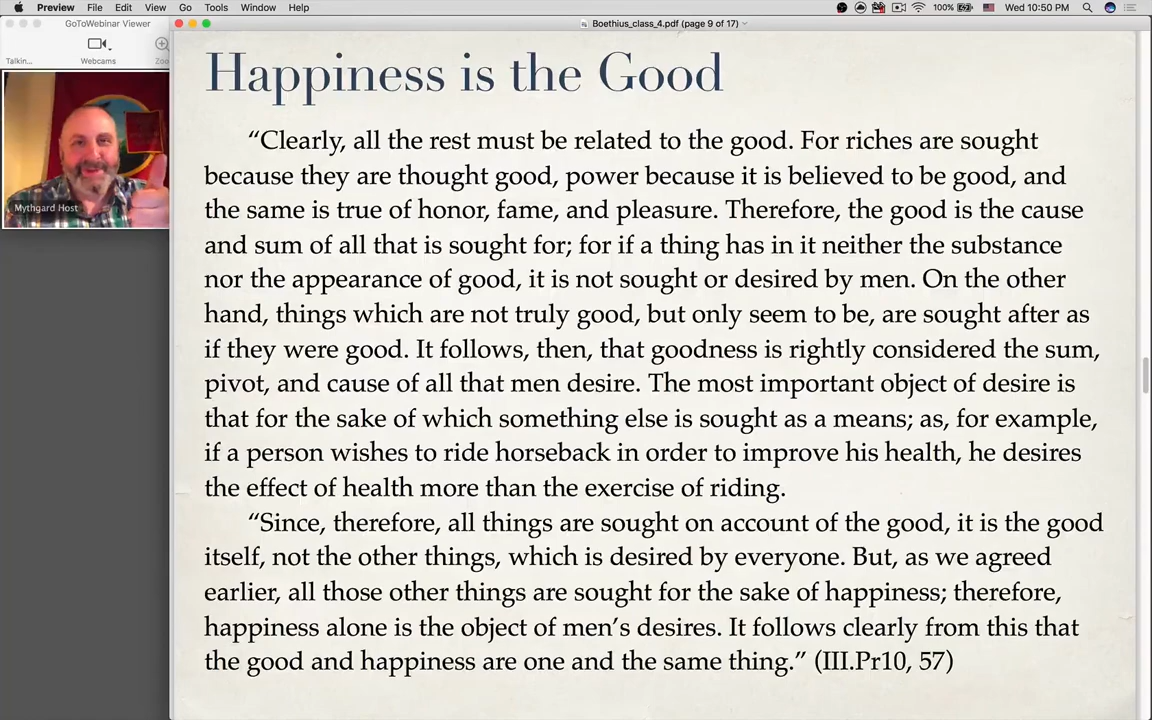 Preview File Edit View Go Tools Window Help 100% Wed 10:50 PM
GoToWebinar Viewer
Boethius_class_4.pdf (page 9 of 17)
Talkin... Webcams Zoo
Mythgard Host
Happiness is the Good
“Clearly, all the rest must be related to the good. For riches are sought
because they are thought good, power because it is believed to be good, and
the same is true of honor, fame, and pleasure. Therefore, the good is the cause
and sum of all that is sought for; for if a thing has in it neither the substance
nor the appearance of good, it is not sought or desired by men. On the other
hand, things which are not truly good, but only seem to be, are sought after as
if they were good. It follows, then, that goodness is rightly considered the sum,
pivot, and cause of all that men desire. The most important object of desire is
that for the sake of which something else is sought as a means; as, for example,
if a person wishes to ride horseback in order to improve his health, he desires
the effect of health more than the exercise of riding.
“Since, therefore, all things are sought on account of the good, it is the good
itself, not the other things, which is desired by everyone. But, as we agreed
earlier, all those other things are sought for the sake of happiness; therefore,
happiness alone is the object of men’s desires. It follows clearly from this that
the good and happiness are one and the same thing.” (III.Pr10, 57)